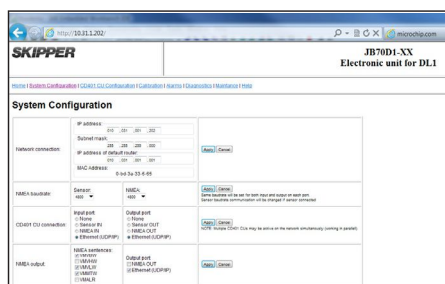 http://10.31.1.202/
microchip.com
SKIPPER
JB70D1-XX
Electronic unit for DL1
Home | System Configuration | CD401 CU Configuration | Calibration | Alarms | Diagnostics | Maintance | Help
System Configuration
Network connection:
IP address:
010 .031 .001 .202
Subnet mask:
255 .255 .255 .000
IP address of default router:
010 .031 .001 .001
MAC Address:
0-bd-3a-33-5-55
Apply Cancel
NMEA baudrate:
Sensor:
4800
NMEA:
4800
Apply Cancel
Same baudrate will be set for both input and output on each port.
Sensor baudrate communication will be changed if sensor connected
CD401 CU connection:
Input port
None
Sensor IN
NMEA IN
Ethernet (UDP/IP)
Output port
None
Sensor OUT
NMEA OUT
Ethernet (UDP/IP)
Apply Cancel
NOTE: Multiple CD401 CUs may be active on the network simultaneously, (working in parallel)
NMEA output
NMEA sentences:
VMVBW
VMVHW
VMVLW
VMMTW
VMALR
Output port
NMEA OUT
Ethernet (UDP/IP)
Apply Cancel